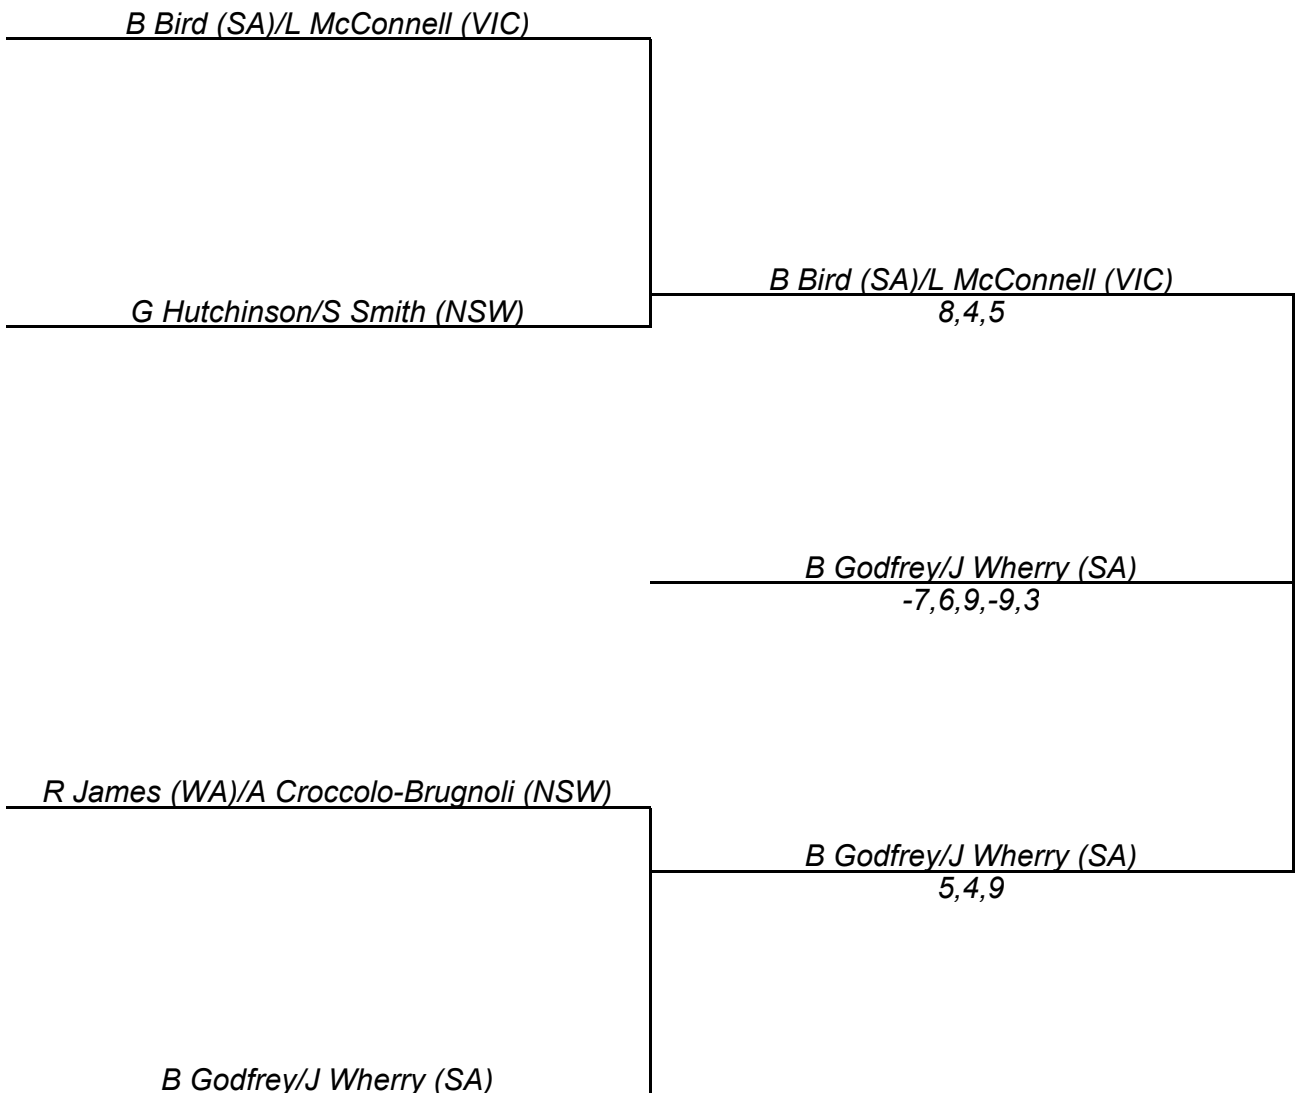 B Bird (SA)/L McConnell (VIC)
B Bird (SA)/L McConnell (VIC)
G Hutchinson/S Smith (NSW)
8,4,5
B Godfrey/J Wherry (SA)
-7,6,9,-9,3
R James (WA)/A Croccolo-Brugnoli (NSW)
B Godfrey/J Wherry (SA)
5,4,9
B Godfrey/J Wherry (SA)